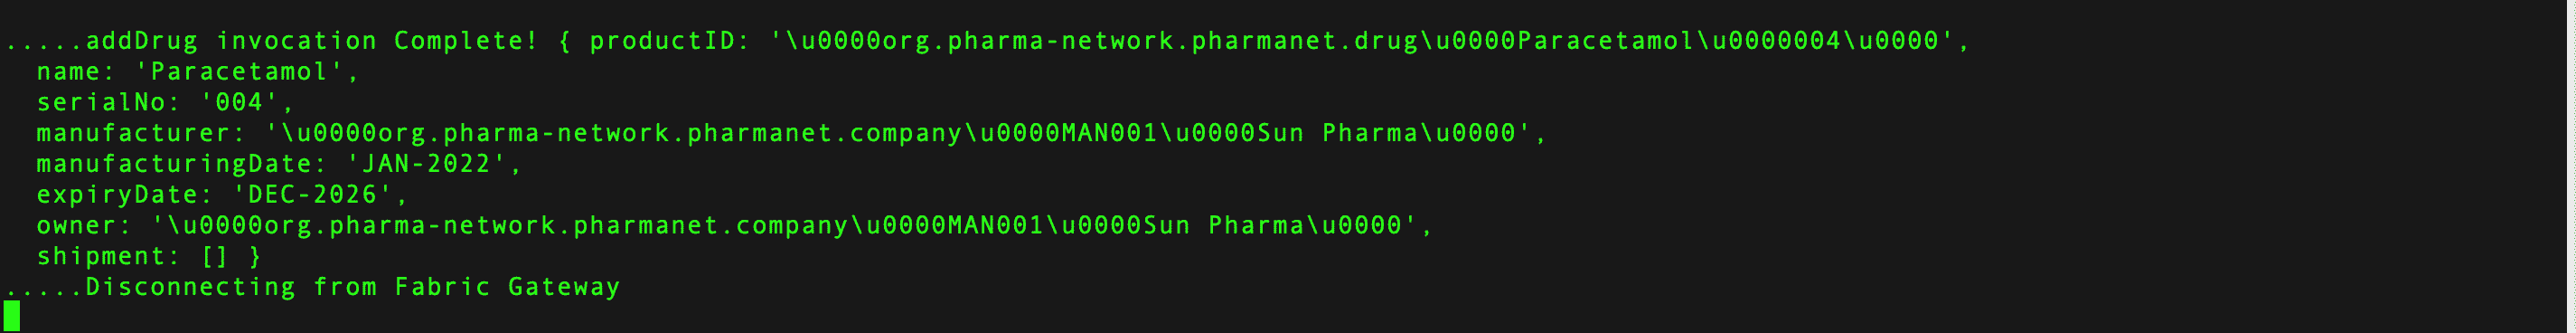 .....addDrug invocation Complete! { productID: '\u0000org.pharma-network.pharmanet.drug\u0000Paracetamol\u0000004\u0000',
  name: 'Paracetamol',
  serialNo: '004',
  manufacturer: '\u0000org.pharma-network.pharmanet.company\u0000MAN001\u0000Sun Pharma\u0000',
  manufacturingDate: 'JAN-2022',
  expiryDate: 'DEC-2026',
  owner: '\u0000org.pharma-network.pharmanet.company\u0000MAN001\u0000Sun Pharma\u0000',
  shipment: [] }
.....Disconnecting from Fabric Gateway